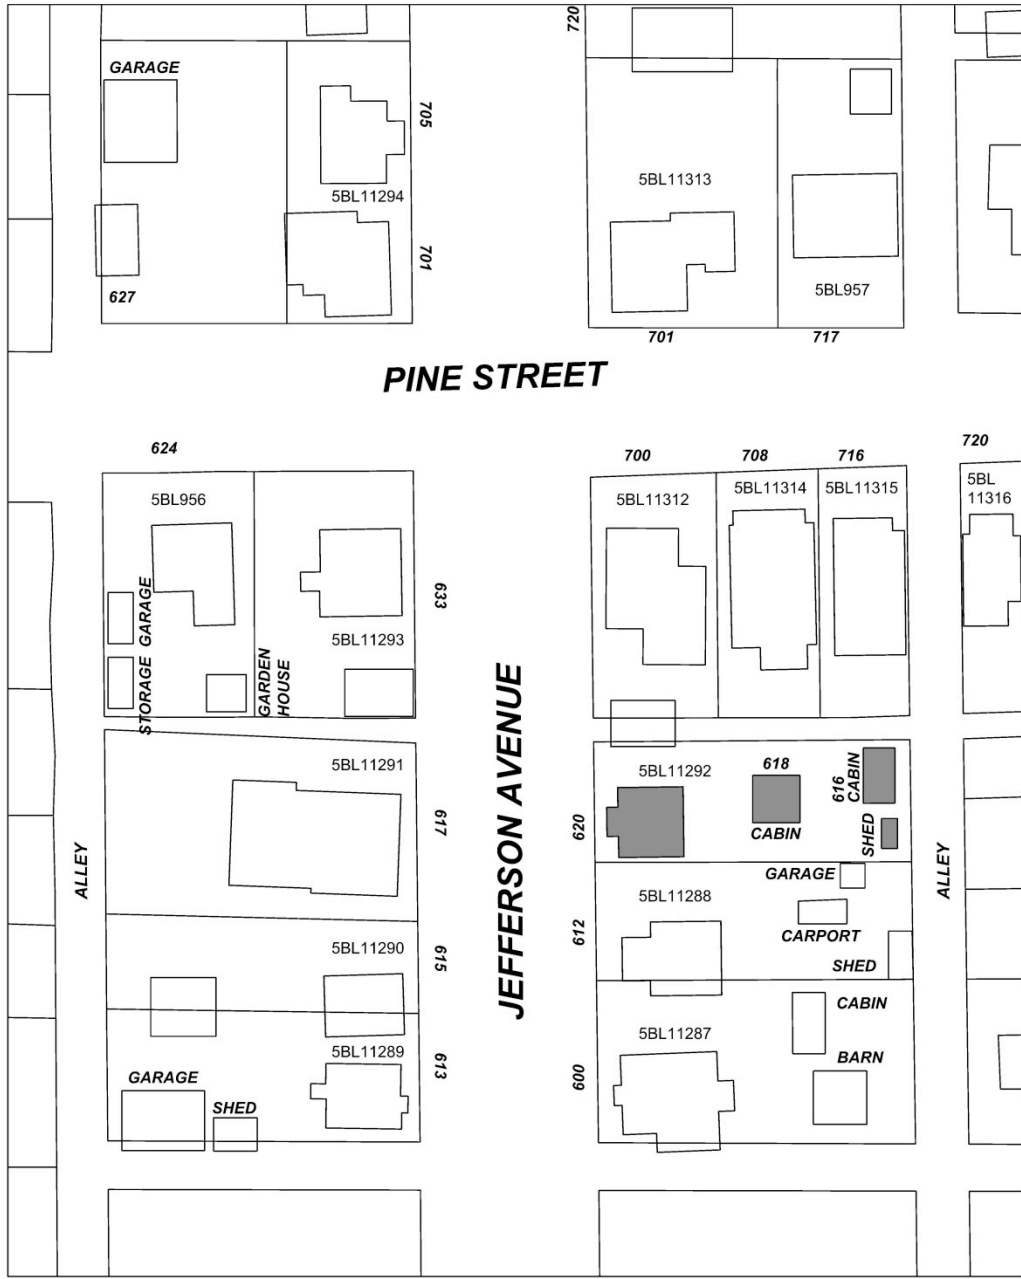 720
GARAGE
705
5BL11294
5BL11313
701
627
5BL957
701
717
PINE STREET
624
700
708
716
720
5BL956
5BL11312
5BL11314
5BL11315
5BL
11316
GARAGE
633
5BL11293
STORAGE
GARDEN
HOUSE
JEFFERSON AVENUE
5BL11291
617
ALLEY
5BL11292
618
CABIN
616
CABIN
SHED
620
ALLEY
GARAGE
5BL11288
CARPORT
612
SHED
5BL11290
615
CABIN
5BL11287
BARN
600
5BL11289
613
GARAGE
SHED